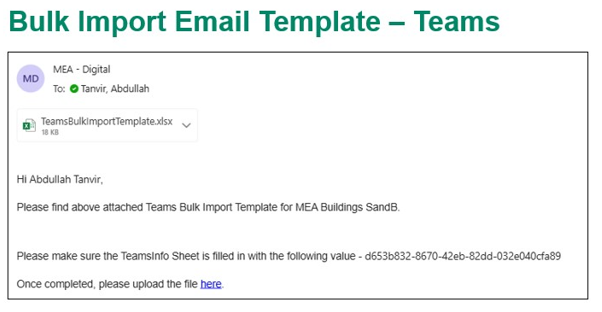 Bulk Import Email Template – Teams
MD
MEA - Digital
To: Tanvir, Abdullah
TeamsBulkImportTemplate.xlsx
18 KB
Hi Abdullah Tanvir,
Please find above attached Teams Bulk Import Template for MEA Buildings SandB.
Please make sure the TeamsInfo Sheet is filled in with the following value - d653b832-8670-42eb-82dd-032e040cfa89
Once completed, please upload the file here.